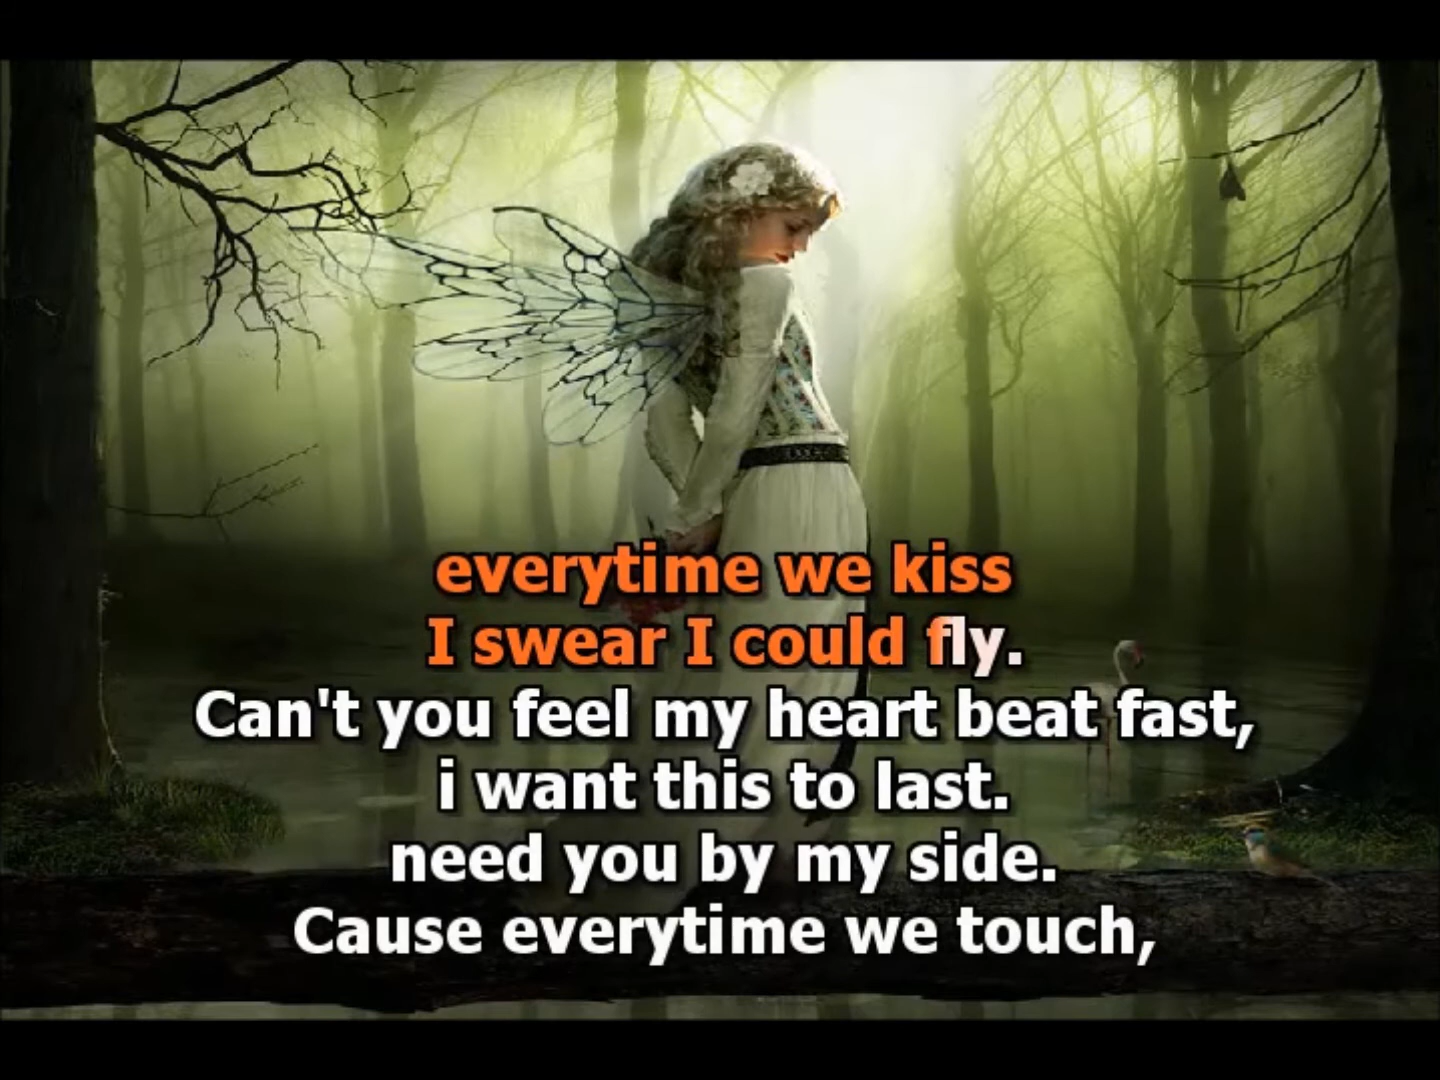 everytime we kiss
I swear I could fly.
Can't you feel my heart beat fast,
i want this to last.
need you by my side.
Cause everytime we touch,